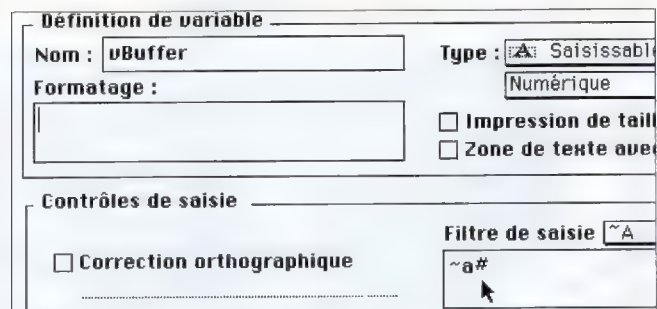 Définition de variable
Nom : vBuffer
Type : A Saisissable
Formatage :
Numérique
Impression de taill
Zone de texte avec
Contrôles de saisie
Filtre de saisie ~A
Correction orthographique
~a#